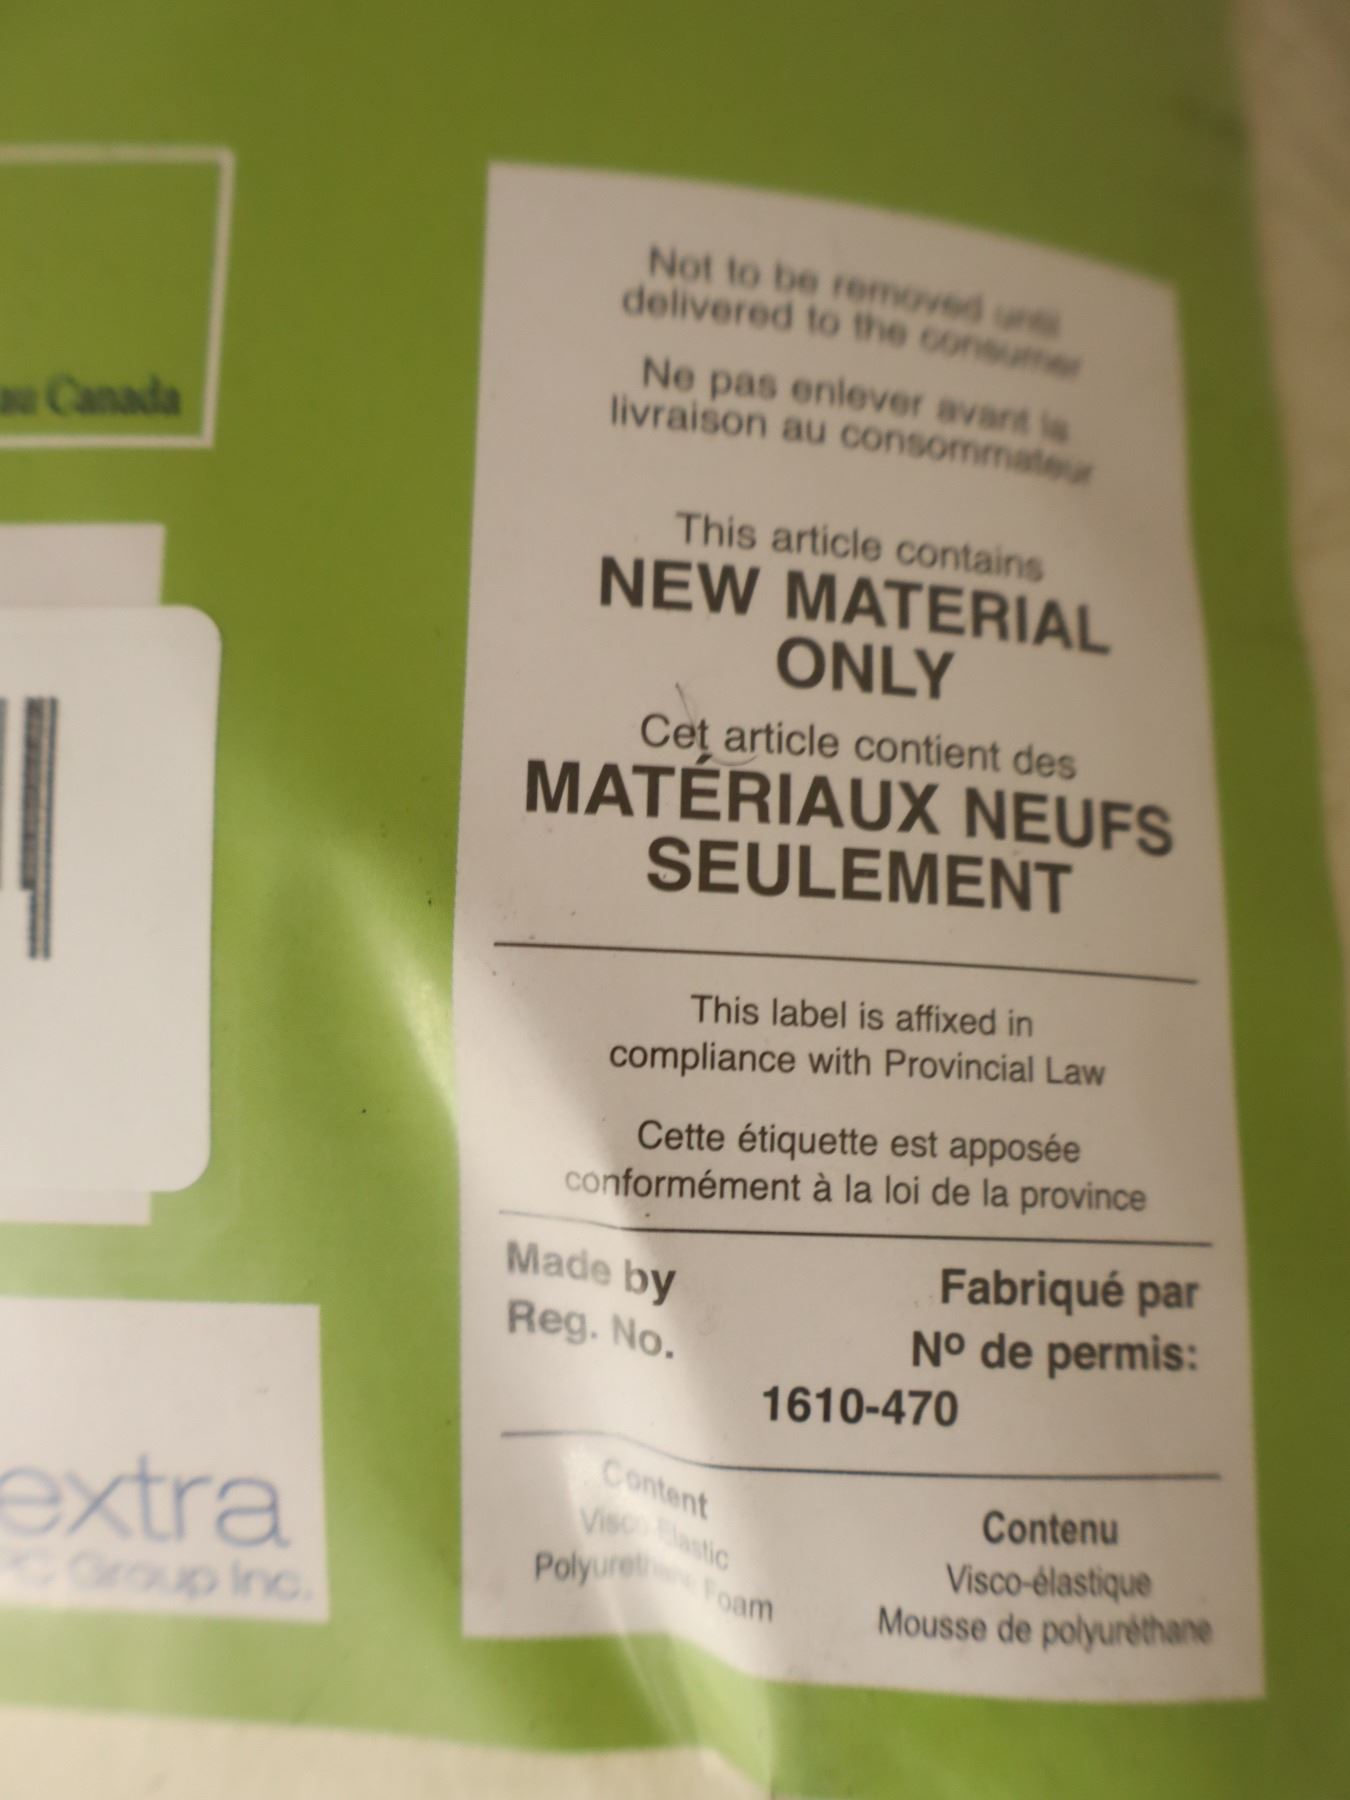 au Canada
Not to be removed until
delivered to the consumer
Ne pas enlever avant la
livraison au consommateur
This article contains
NEW MATERIAL
ONLY
Cet article contient des
MATÉRIAUX NEUFS
SEULEMENT
This label is affixed in
compliance with Provincial Law
Cette étiquette est apposée
conformément à la loi de la province
Made by
Reg. No.
Fabriqué par
Nº de permis:
1610-470
Content
Visco-Elastic
Polyurethane Foam
Contenu
Visco-élastique
Mousse de polyuréthane
extra
Group Inc.